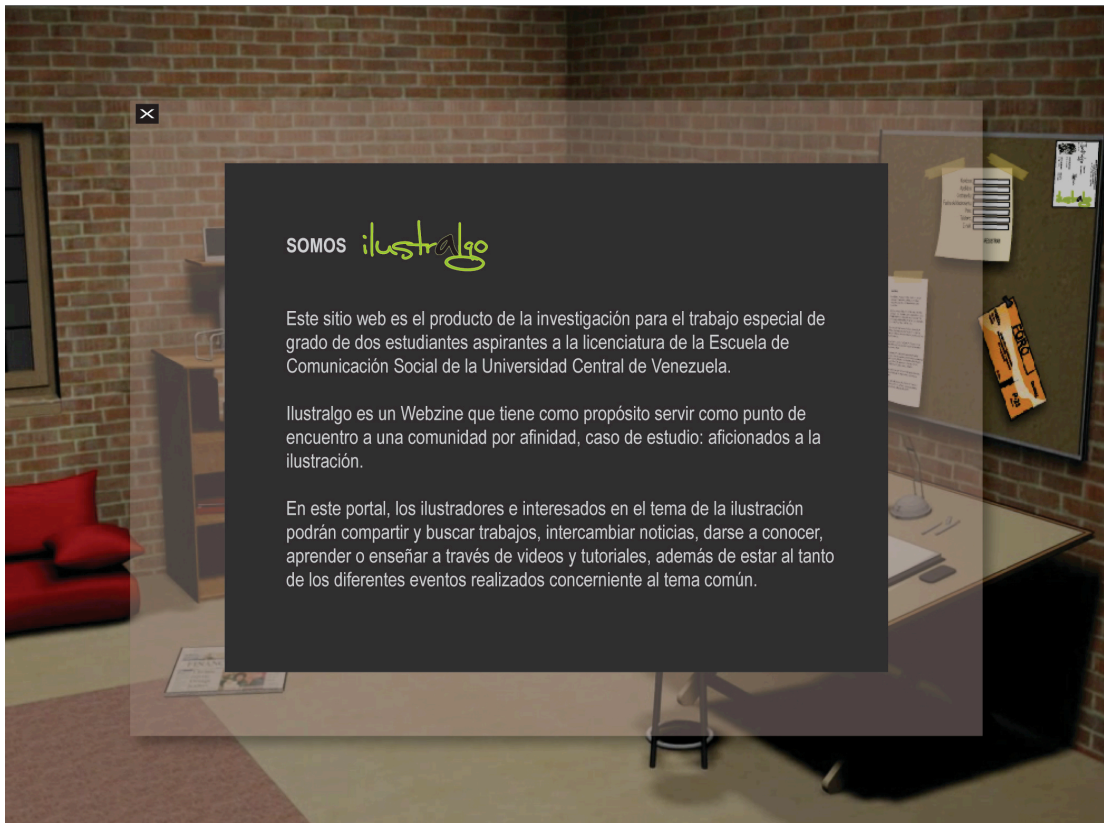 SOMOS ilustralgo
Este sitio web es el producto de la investigación para el trabajo especial de
grado de dos estudiantes aspirantes a la licenciatura de la Escuela de
Comunicación Social de la Universidad Central de Venezuela.
Ilustralgo es un Webzine que tiene como propósito servir como punto de
encuentro a una comunidad por afinidad, caso de estudio: aficionados a la
ilustración.
En este portal, los ilustradores e interesados en el tema de la ilustración
podrán compartir y buscar trabajos, intercambiar noticias, darse a conocer,
aprender o enseñar a través de videos y tutoriales, además de estar al tanto
de los diferentes eventos realizados concerniente al tema común.